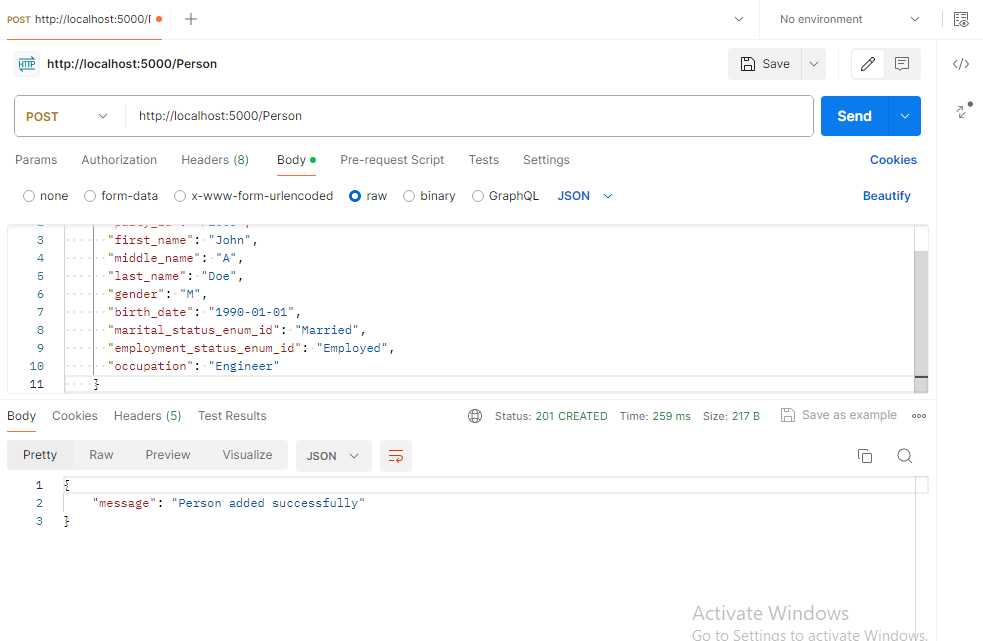 POST http://localhost:5000/
No environment
HTTP http://localhost:5000/Person
Save
POST http://localhost:5000/Person
Send
Params Authorization Headers (8) Body Pre-request Script Tests Settings Cookies
none form-data x-www-form-urlencoded raw binary GraphQL JSON Beautify
3 "first_name": "John",
4 "middle_name": "A",
5 "last_name": "Doe",
6 "gender": "M",
7 "birth_date": "1990-01-01",
8 "marital_status_enum_id": "Married",
9 "employment_status_enum_id": "Employed",
10 "occupation": "Engineer"
11 }
Body Cookies Headers (5) Test Results Status: 201 CREATED Time: 259 ms Size: 217 B Save as example
Pretty Raw Preview Visualize JSON
1 {
2 "message": "Person added successfully"
3 }
Activate Windows
Go to Settings to activate Windows.